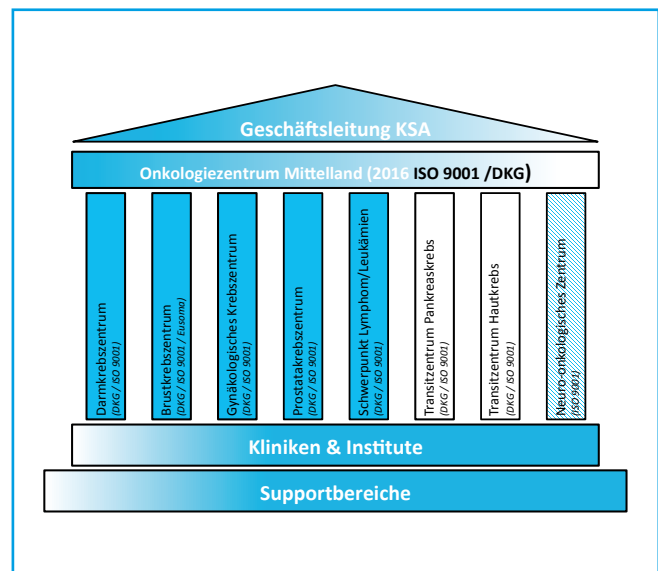 Geschäftsleitung KSA
Onkologiezentrum Mittelland (2016 ISO 9001 /DKG)
Darmkrebszentrum
(DKG / ISO 9001)
Brustkrebszentrum
(DKG / ISO 9001 / Eusoma)
Gynäkologisches Krebszentrum
(DKG / ISO 9001)
Prostatakrebszentrum
(DKG / ISO 9001)
Schwerpunkt Lymphom/Leukämien
(DKG / ISO 9001)
Transitzentrum Pankreaskrebs
(DKG / ISO 9001)
Transitzentrum Hautkrebs
(DKG / ISO 9001)
Neuro-onkologisches Zentrum
(ISO 9001)
Kliniken & Institute
Supportbereiche